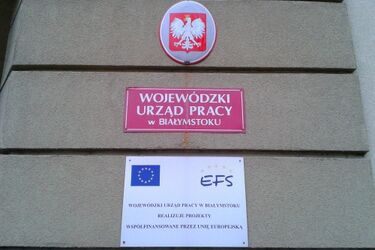 WOJEWÓDZKI
URZĄD PRACY
w BIAŁYMSTOKU
EFS
WOJEWÓDZKI URZĄD PRACY W BIAŁYMSTOKU
REALIZUJE PROJEKTY
WSPÓŁFINANSOWANE PRZEZ UNIĘ EUROPEJSKĄ